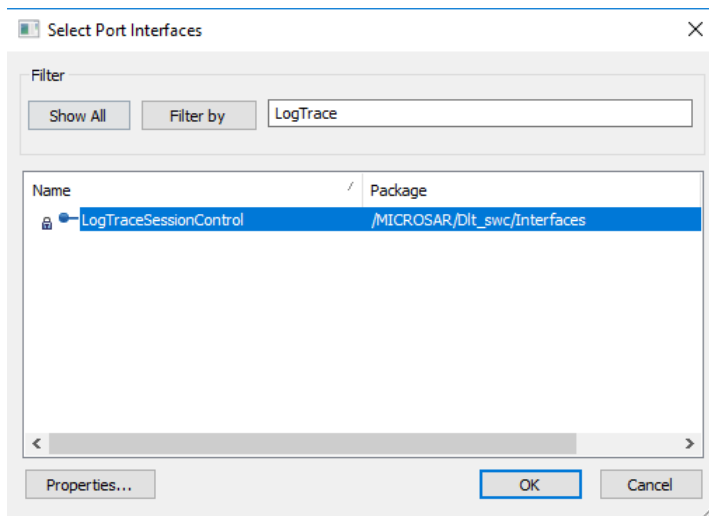 Select Port Interfaces
Filter
Show All Filter by LogTrace
Name Package
LogTraceSessionControl /MICROSAR/Dlt_swc/Interfaces
Properties... OK Cancel